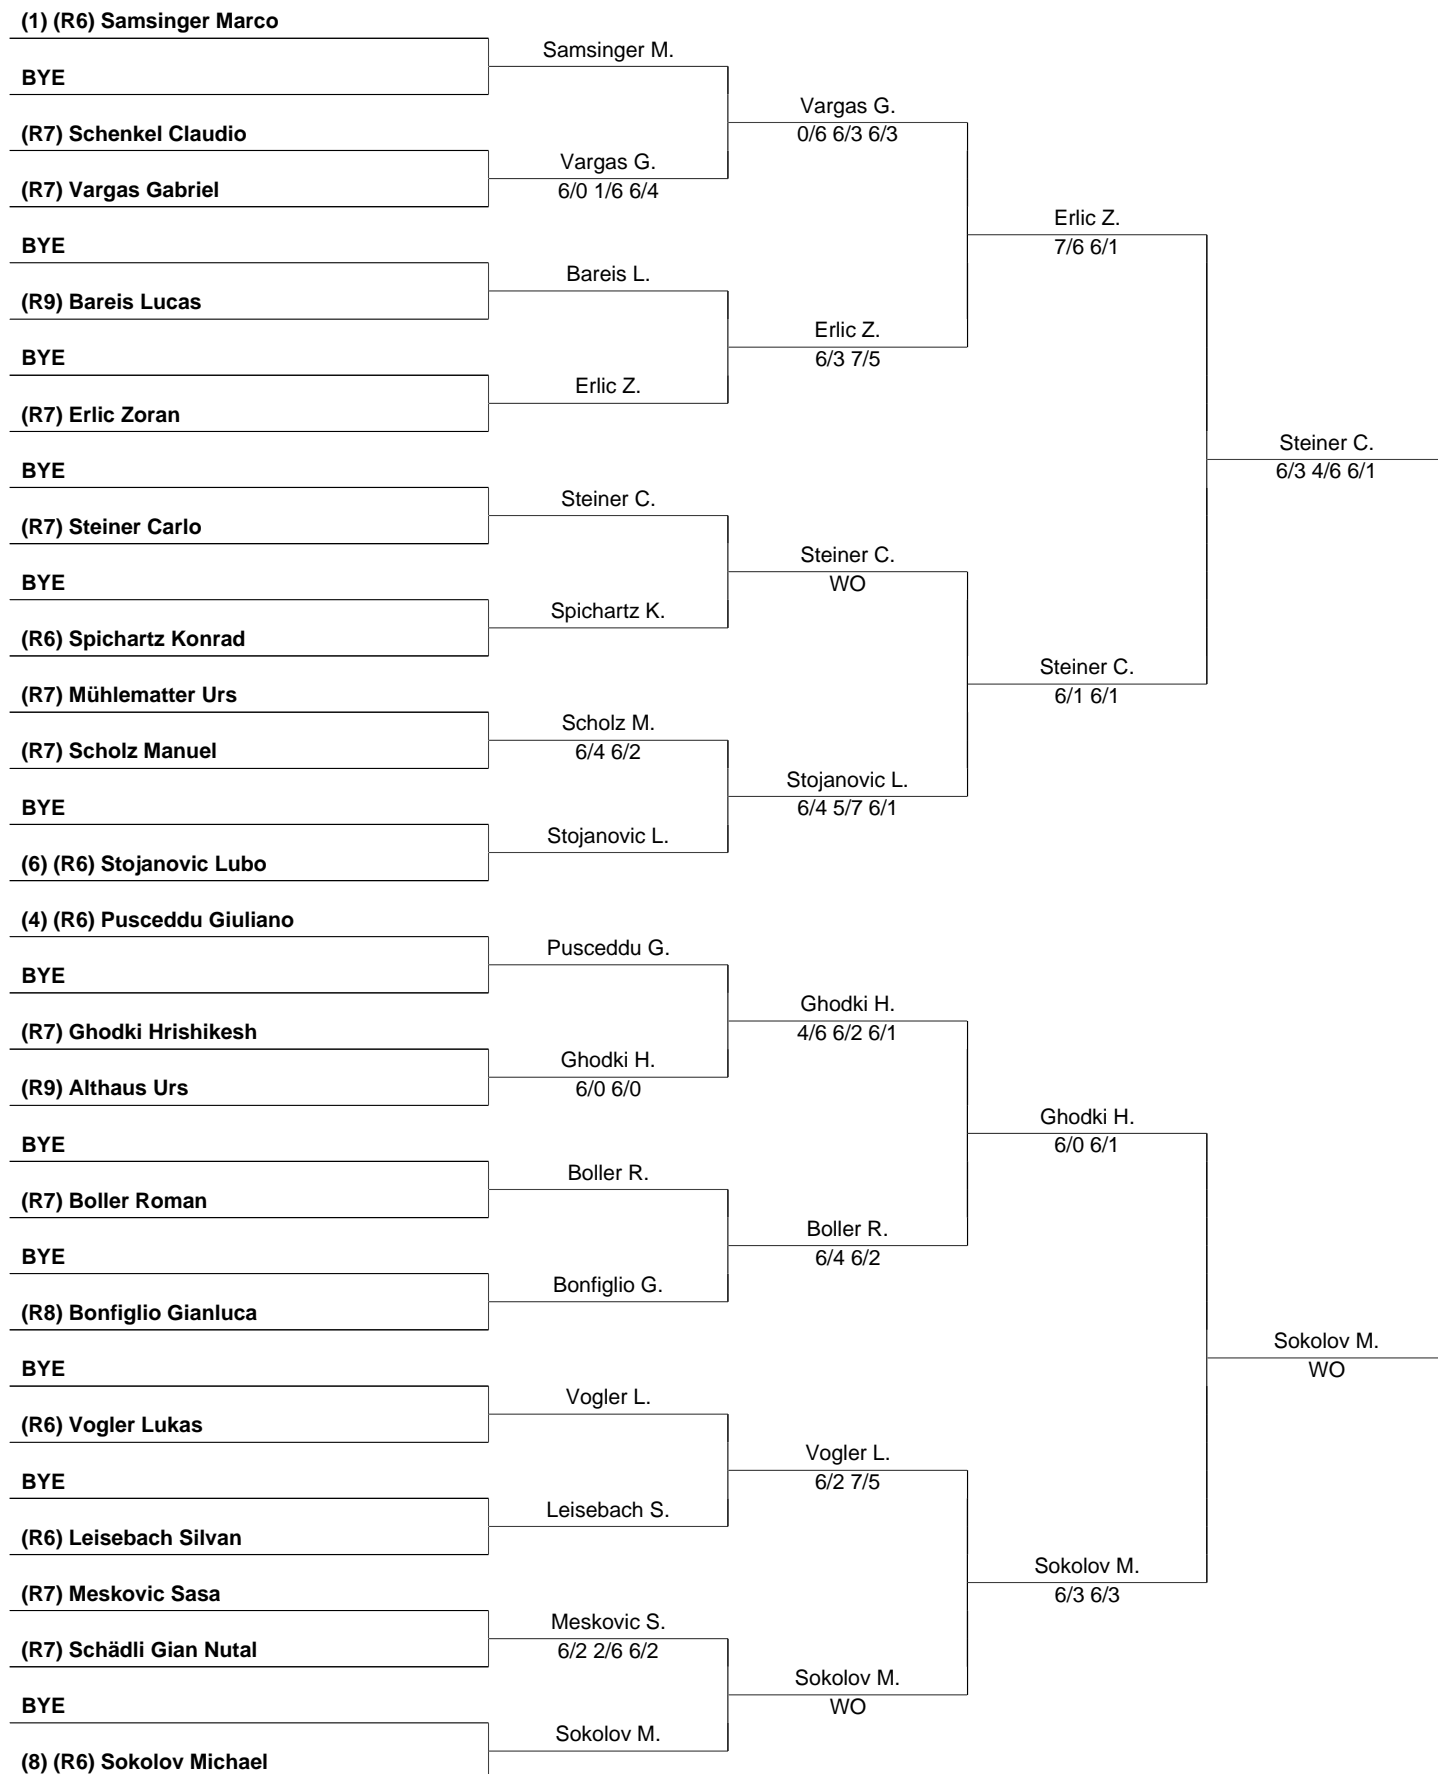 (1) (R6) Samsinger Marco
Samsinger M.
BYE
Vargas G.
(R7) Schenkel Claudio
0/6 6/3 6/3
Vargas G.
(R7) Vargas Gabriel
6/0 1/6 6/4
Erlic Z.
BYE
7/6 6/1
Bareis L.
(R9) Bareis Lucas
Erlic Z.
BYE
6/3 7/5
Erlic Z.
(R7) Erlic Zoran
Steiner C.
BYE
6/3 4/6 6/1
Steiner C.
(R7) Steiner Carlo
Steiner C.
BYE
WO
Spichartz K.
(R6) Spichartz Konrad
Steiner C.
(R7) Mühlematter Urs
6/1 6/1
Scholz M.
(R7) Scholz Manuel
6/4 6/2
Stojanovic L.
BYE
6/4 5/7 6/1
Stojanovic L.
(6) (R6) Stojanovic Lubo
(4) (R6) Pusceddu Giuliano
Pusceddu G.
BYE
Ghodki H.
(R7) Ghodki Hrishikesh
4/6 6/2 6/1
Ghodki H.
(R9) Althaus Urs
6/0 6/0
Ghodki H.
BYE
6/0 6/1
Boller R.
(R7) Boller Roman
Boller R.
BYE
6/4 6/2
Bonfiglio G.
(R8) Bonfiglio Gianluca
Sokolov M.
BYE
WO
Vogler L.
(R6) Vogler Lukas
Vogler L.
BYE
6/2 7/5
Leisebach S.
(R6) Leisebach Silvan
Sokolov M.
(R7) Meskovic Sasa
6/3 6/3
Meskovic S.
(R7) Schädli Gian Nutal
6/2 2/6 6/2
Sokolov M.
BYE
WO
Sokolov M.
(8) (R6) Sokolov Michael